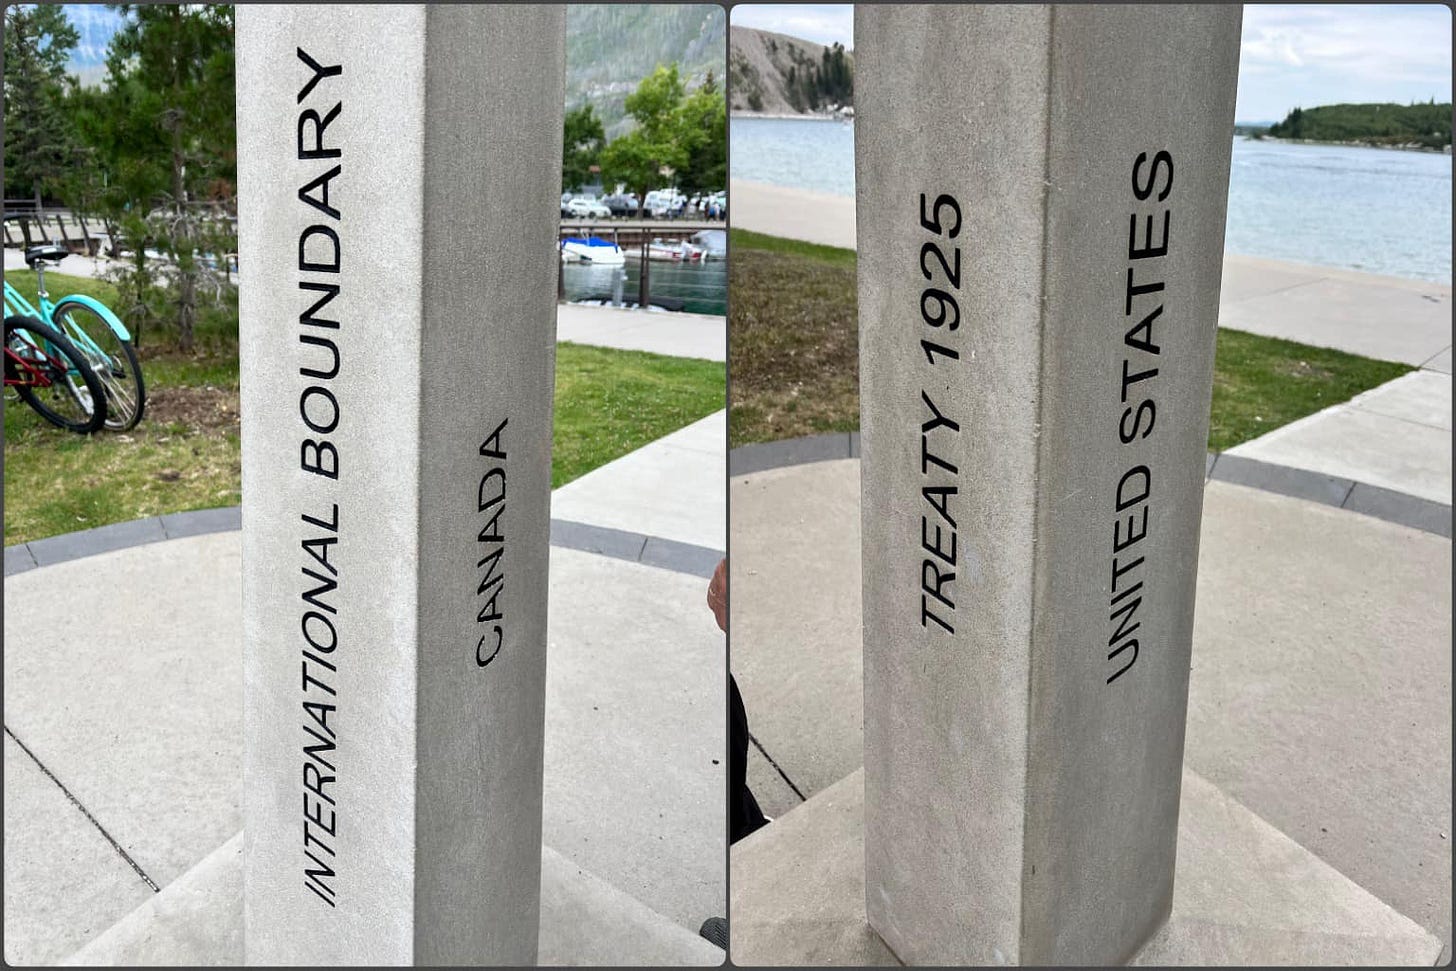 INTERNATIONAL BOUNDARY
CANADA
TREATY 1925
UNITED STATES